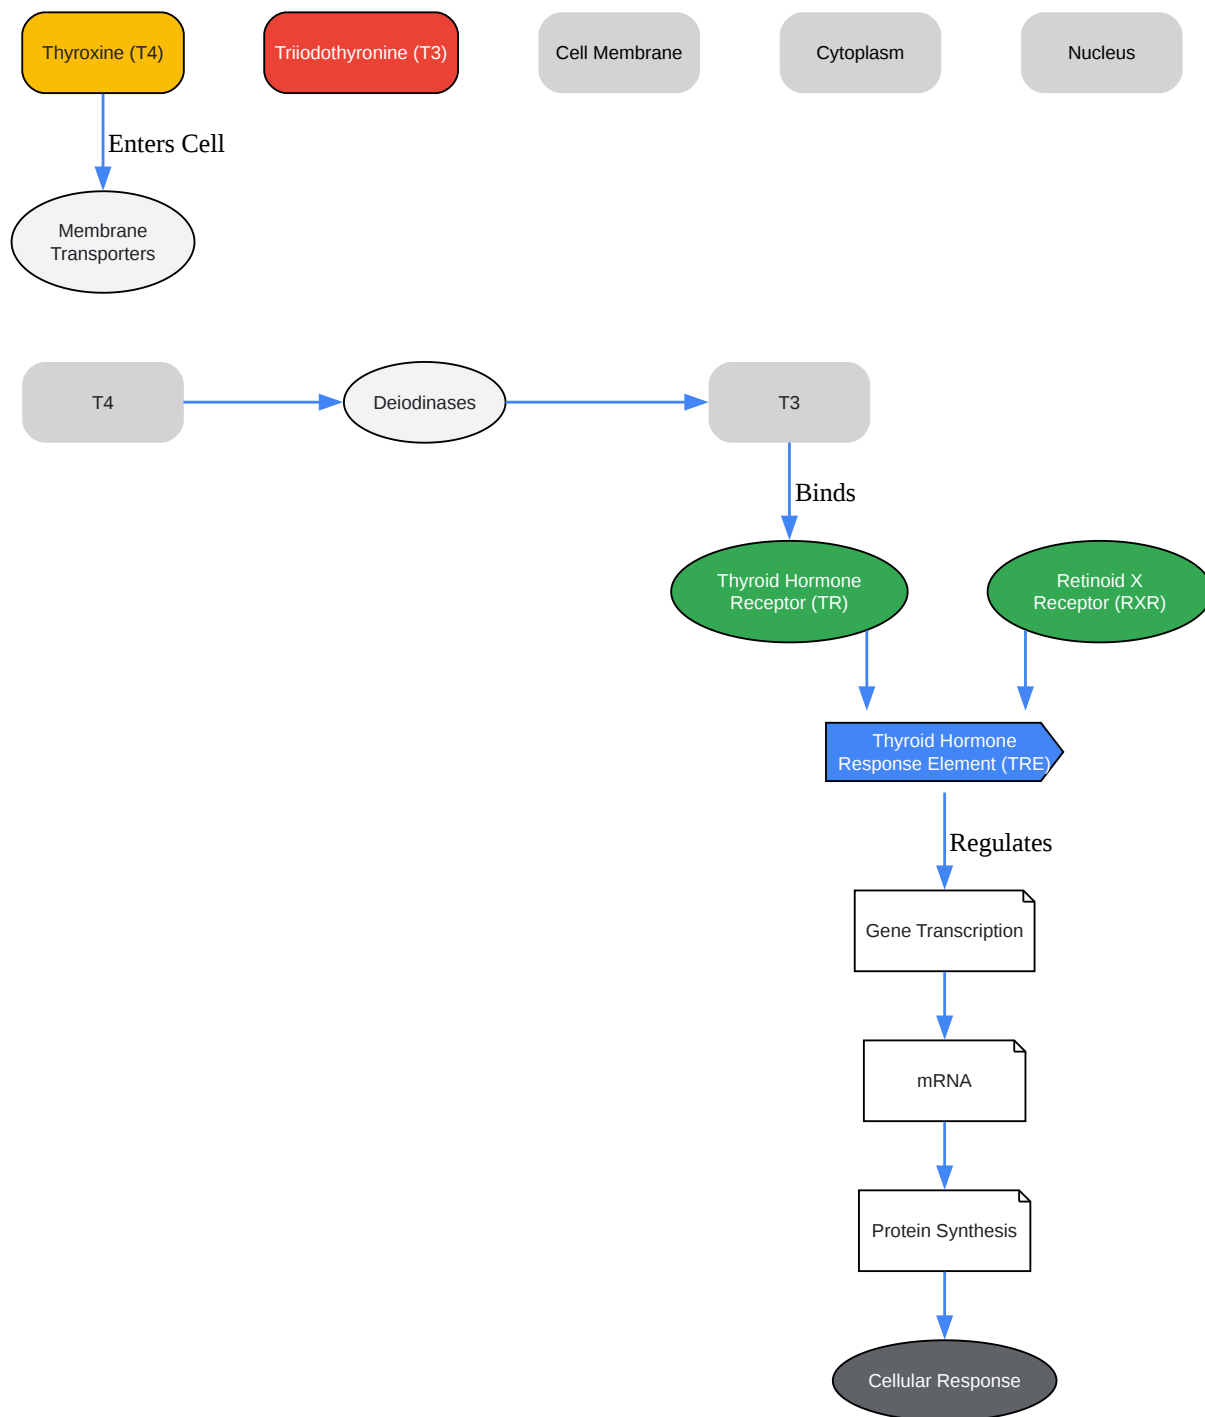 Thyroxine (T4)
Triiodothyronine (T3)
Cell Membrane
Cytoplasm
Nucleus
Enters Cell
Membrane
Transporters
T4
Deiodinases
T3
Binds
Thyroid Hormone
Receptor (TR)
Retinoid X
Receptor (RXR)
Thyroid Hormone
Response Element (TRE)
Regulates
Gene Transcription
mRNA
Protein Synthesis
Cellular Response